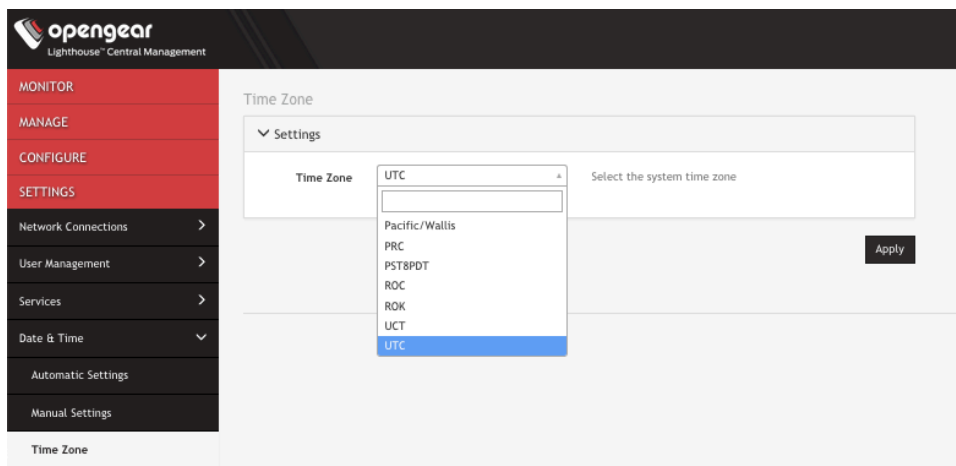 opengear
Lighthouse™ Central Management
MONITOR
MANAGE
CONFIGURE
SETTINGS
Network Connections
User Management
Services
Date & Time
Automatic Settings
Manual Settings
Time Zone
Time Zone
Settings
Time Zone
UTC
Select the system time zone
Pacific/Wallis
PRC
PST8PDT
ROC
ROK
UCT
UTC
Apply